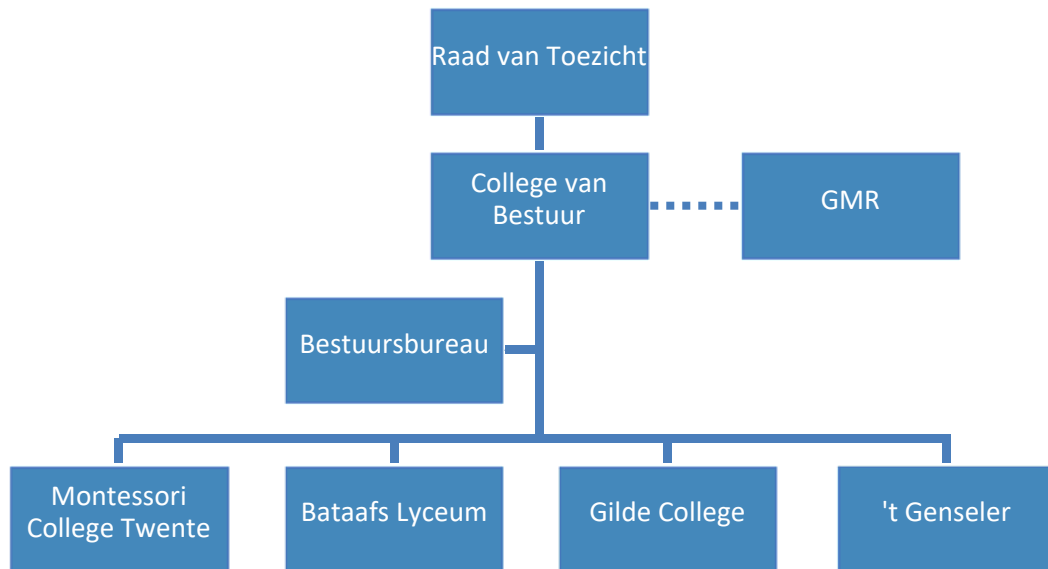 Raad van Toezicht
College van
Bestuur
GMR
Bestuursbureau
Montessori
College Twente
Bataafs Lyceum
Gilde College
't Genseler